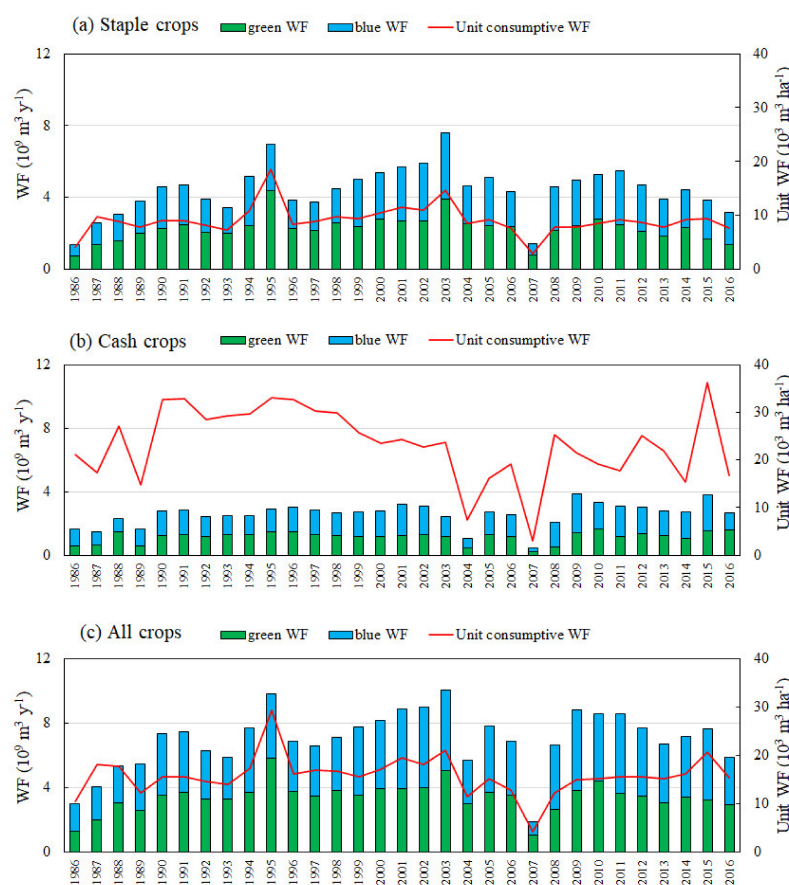 (a) Staple crops
green WF blue WF Unit consumptive WF
12
8
4
0
WF (10⁹ m³ y⁻¹)
40
30
20
10
0
Unit WF (10³ m³ ha⁻¹)
1986 1987 1988 1989 1990 1991 1992 1993 1994 1995 1996 1997 1998 1999 2000 2001 2002 2003 2004 2005 2006 2007 2008 2009 2010 2011 2012 2013 2014 2015 2016
(b) Cash crops
green WF blue WF Unit consumptive WF
12
8
4
0
WF (10⁹ m³ y⁻¹)
40
30
20
10
0
Unit WF (10³ m³ ha⁻¹)
1986 1987 1988 1989 1990 1991 1992 1993 1994 1995 1996 1997 1998 1999 2000 2001 2002 2003 2004 2005 2006 2007 2008 2009 2010 2011 2012 2013 2014 2015 2016
(c) All crops
green WF blue WF Unit consumptive WF
12
8
4
0
WF (10⁹ m³ y⁻¹)
40
30
20
10
0
Unit WF (10³ m³ ha⁻¹)
1986 1987 1988 1989 1990 1991 1992 1993 1994 1995 1996 1997 1998 1999 2000 2001 2002 2003 2004 2005 2006 2007 2008 2009 2010 2011 2012 2013 2014 2015 2016